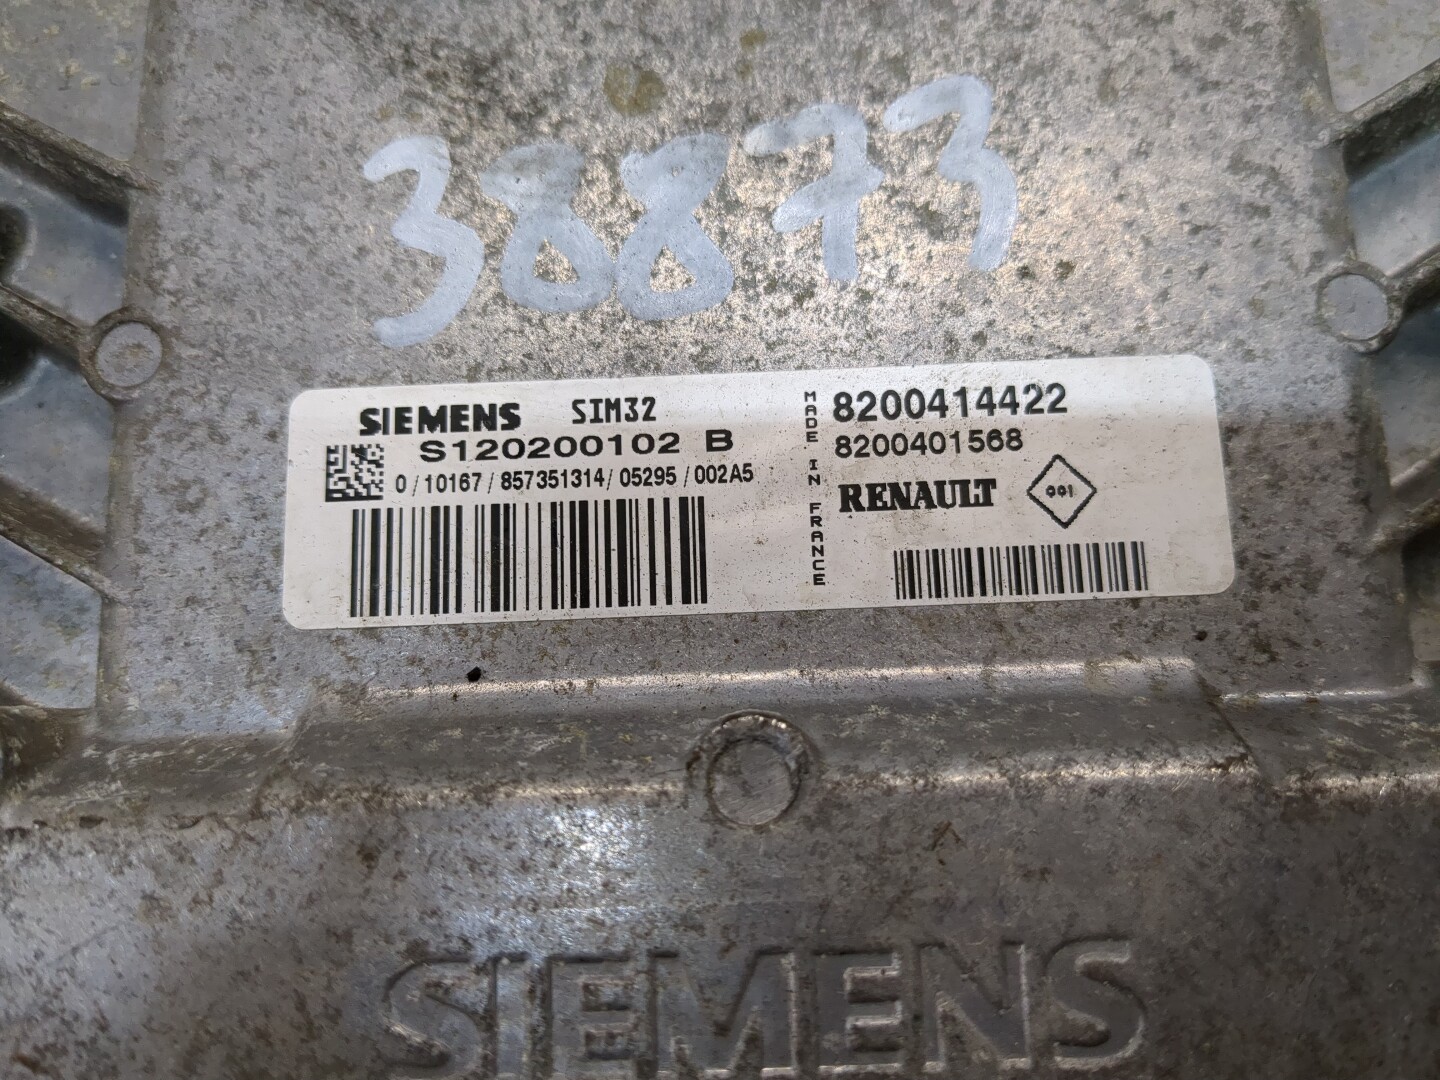 38873
SIEMENS SIM32
S120200102 B
0/10167/857351314/05295/002A5
MADE IN FRANCE
8200414422
8200401568
RENAULT 001
SIEMENS